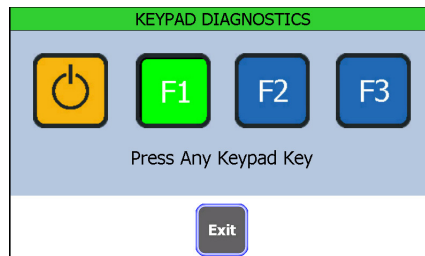 KEYPAD DIAGNOSTICS
F1 F2 F3
Press Any Keypad Key
Exit